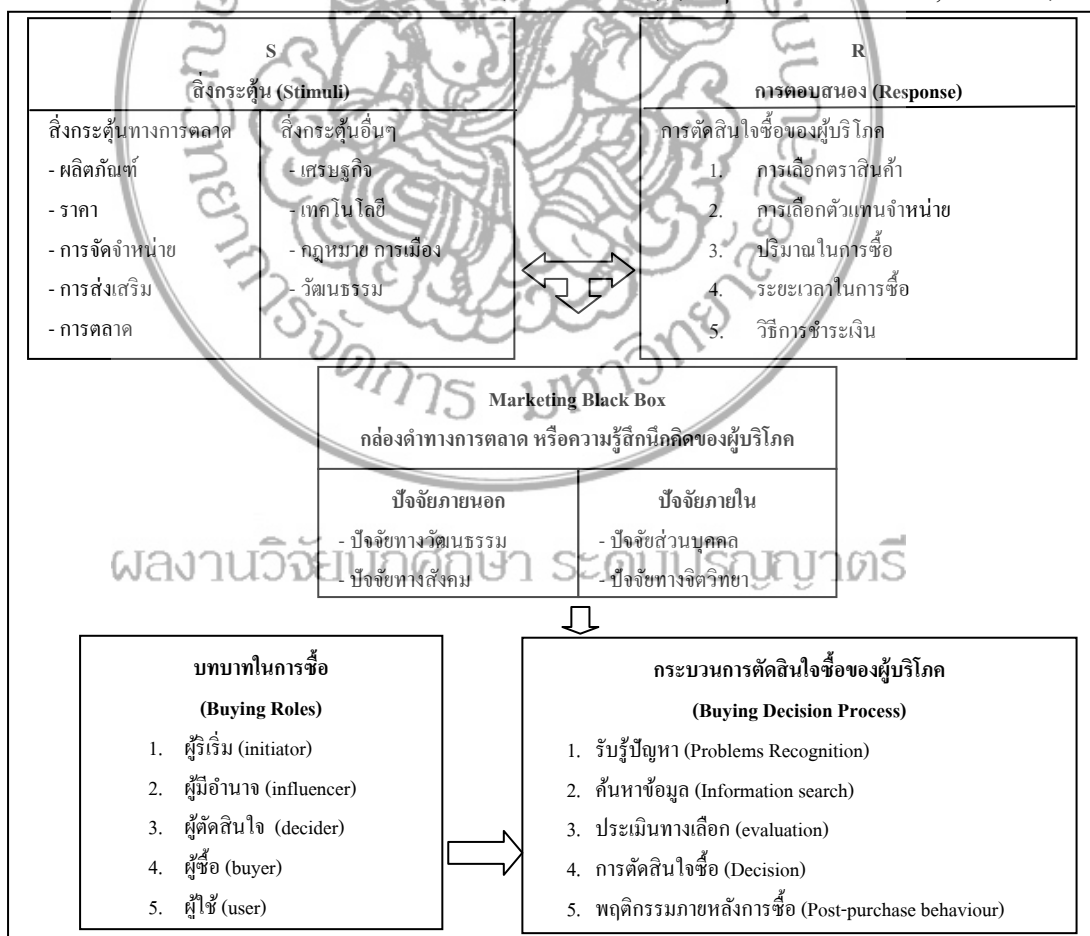 S
สิ่งกระตุ้น (Stimuli)
สิ่งกระตุ้นทางการตลาด
- ผลิตภัณฑ์
- ราคา
- การจัดจำหน่าย
- การส่งเสริม
- การตลาด
สิ่งกระตุ้นอื่นๆ
- เศรษฐกิจ
- เทคโนโลยี
- กฎหมาย การเมือง
- วัฒนธรรม
R
การตอบสนอง (Response)
การตัดสินใจซื้อของผู้บริโภค
1. การเลือกตราสินค้า
2. การเลือกตัวแทนจำหน่าย
3. ปริมาณในการซื้อ
4. ระยะเวลาในการซื้อ
5. วิธีการชำระเงิน
Marketing Black Box
กล่องดำทางการตลาด หรือความรู้สึกนึกคิดของผู้บริโภค
ปัจจัยภายนอก
- ปัจจัยทางวัฒนธรรม
- ปัจจัยทางสังคม
ปัจจัยภายใน
- ปัจจัยส่วนบุคคล
- ปัจจัยทางจิตวิทยา
ผลงานวิจัยนักศึกษา ระดับปริญญาตรี
บทบาทในการซื้อ
(Buying Roles)
1. ผู้ริเริ่ม (initiator)
2. ผู้มีอำนาจ (influencer)
3. ผู้ตัดสินใจ (decider)
4. ผู้ซื้อ (buyer)
5. ผู้ใช้ (user)
กระบวนการตัดสินใจซื้อของผู้บริโภค
(Buying Decision Process)
1. รับรู้ปัญหา (Problems Recognition)
2. ค้นหาข้อมูล (Information search)
3. ประเมินทางเลือก (evaluation)
4. การตัดสินใจซื้อ (Decision)
5. พฤติกรรมภายหลังการซื้อ (Post-purchase behaviour)